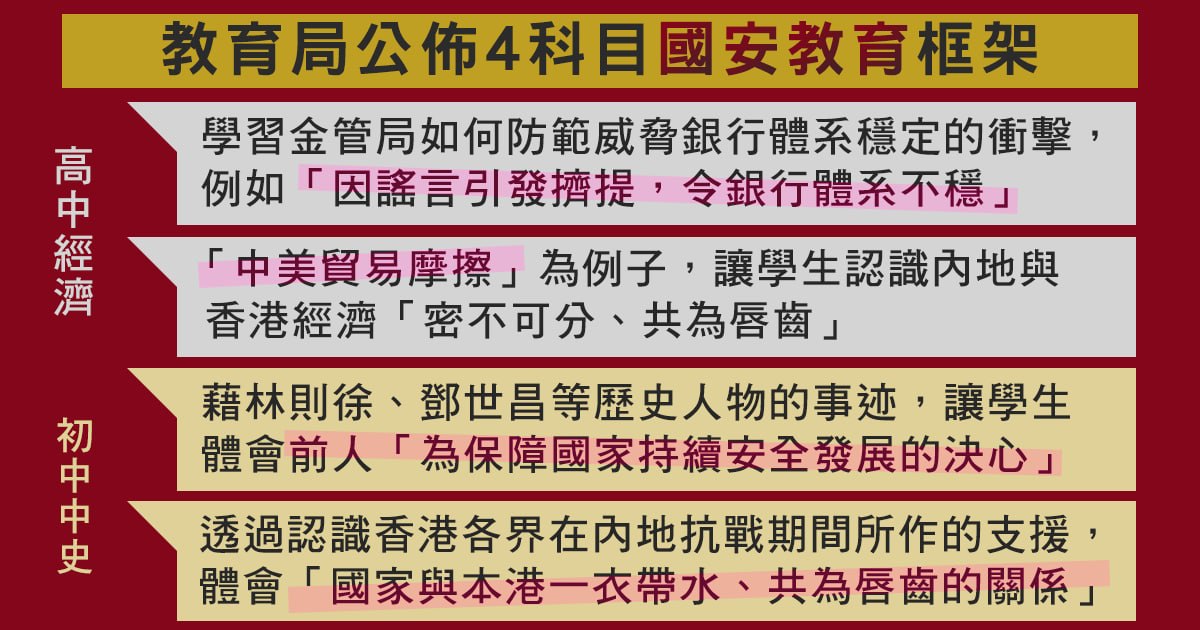 教育局公佈4科目國安教育框架
高中經濟
學習金管局如何防範威脅銀行體系穩定的衝擊，
例如「因謠言引發擠提，令銀行體系不穩」
「中美貿易摩擦」為例子，讓學生認識內地與
香港經濟「密不可分、共為唇齒」
初中中史
藉林則徐、鄧世昌等歷史人物的事迹，讓學生
體會前人「為保障國家持續安全發展的決心」
透過認識香港各界在內地抗戰期間所作的支援，
體會「國家與本港一衣帶水、共為唇齒的關係」